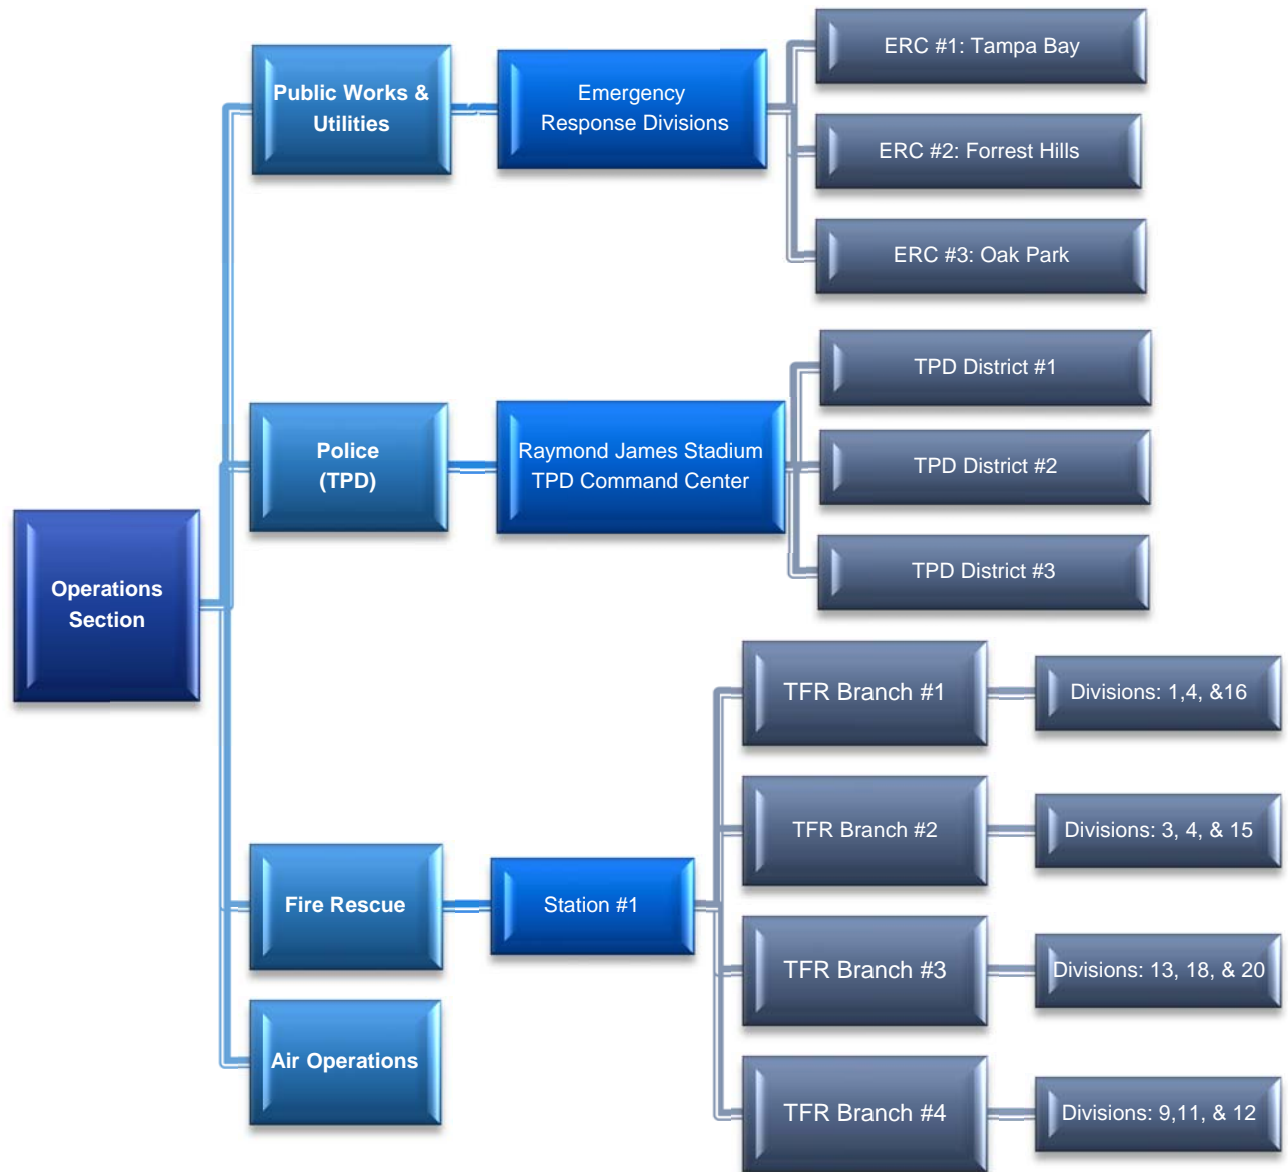 Operations
Section
Public Works &
Utilities
Emergency
Response Divisions
ERC #1: Tampa Bay
ERC #2: Forrest Hills
ERC #3: Oak Park
Police
(TPD)
Raymond James Stadium
TPD Command Center
TPD District #1
TPD District #2
TPD District #3
Fire Rescue
Station #1
TFR Branch #1
Divisions: 1,4, &16
TFR Branch #2
Divisions: 3, 4, & 15
TFR Branch #3
Divisions: 13, 18, & 20
TFR Branch #4
Divisions: 9,11, & 12
Air Operations